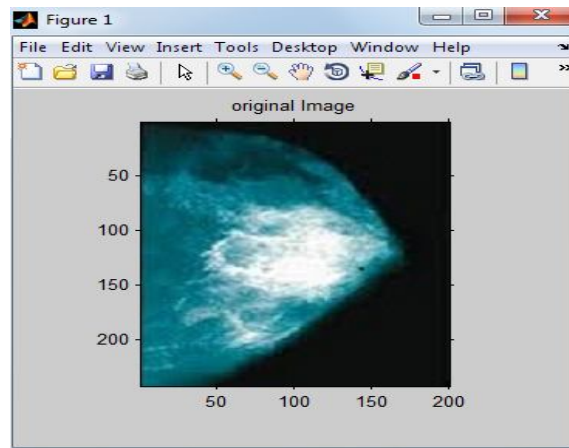 Figure 1
File Edit View Insert Tools Desktop Window Help
original Image
50
100
150
200
50 100 150 200